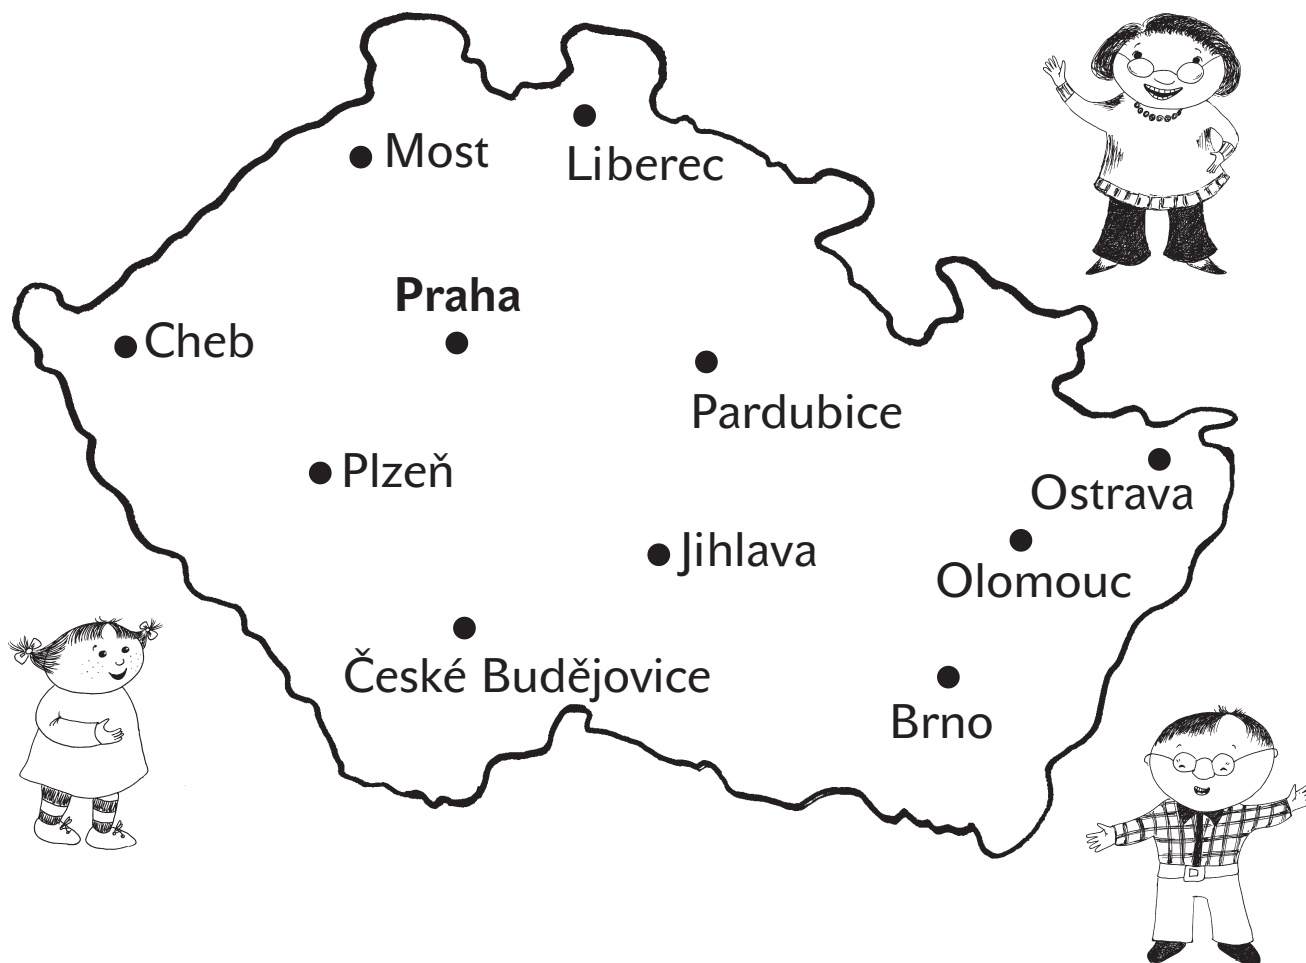 Most
Liberec
Praha
Cheb
Pardubice
Plzeň
Ostrava
Jihlava
Olomouc
České Budějovice
Brno